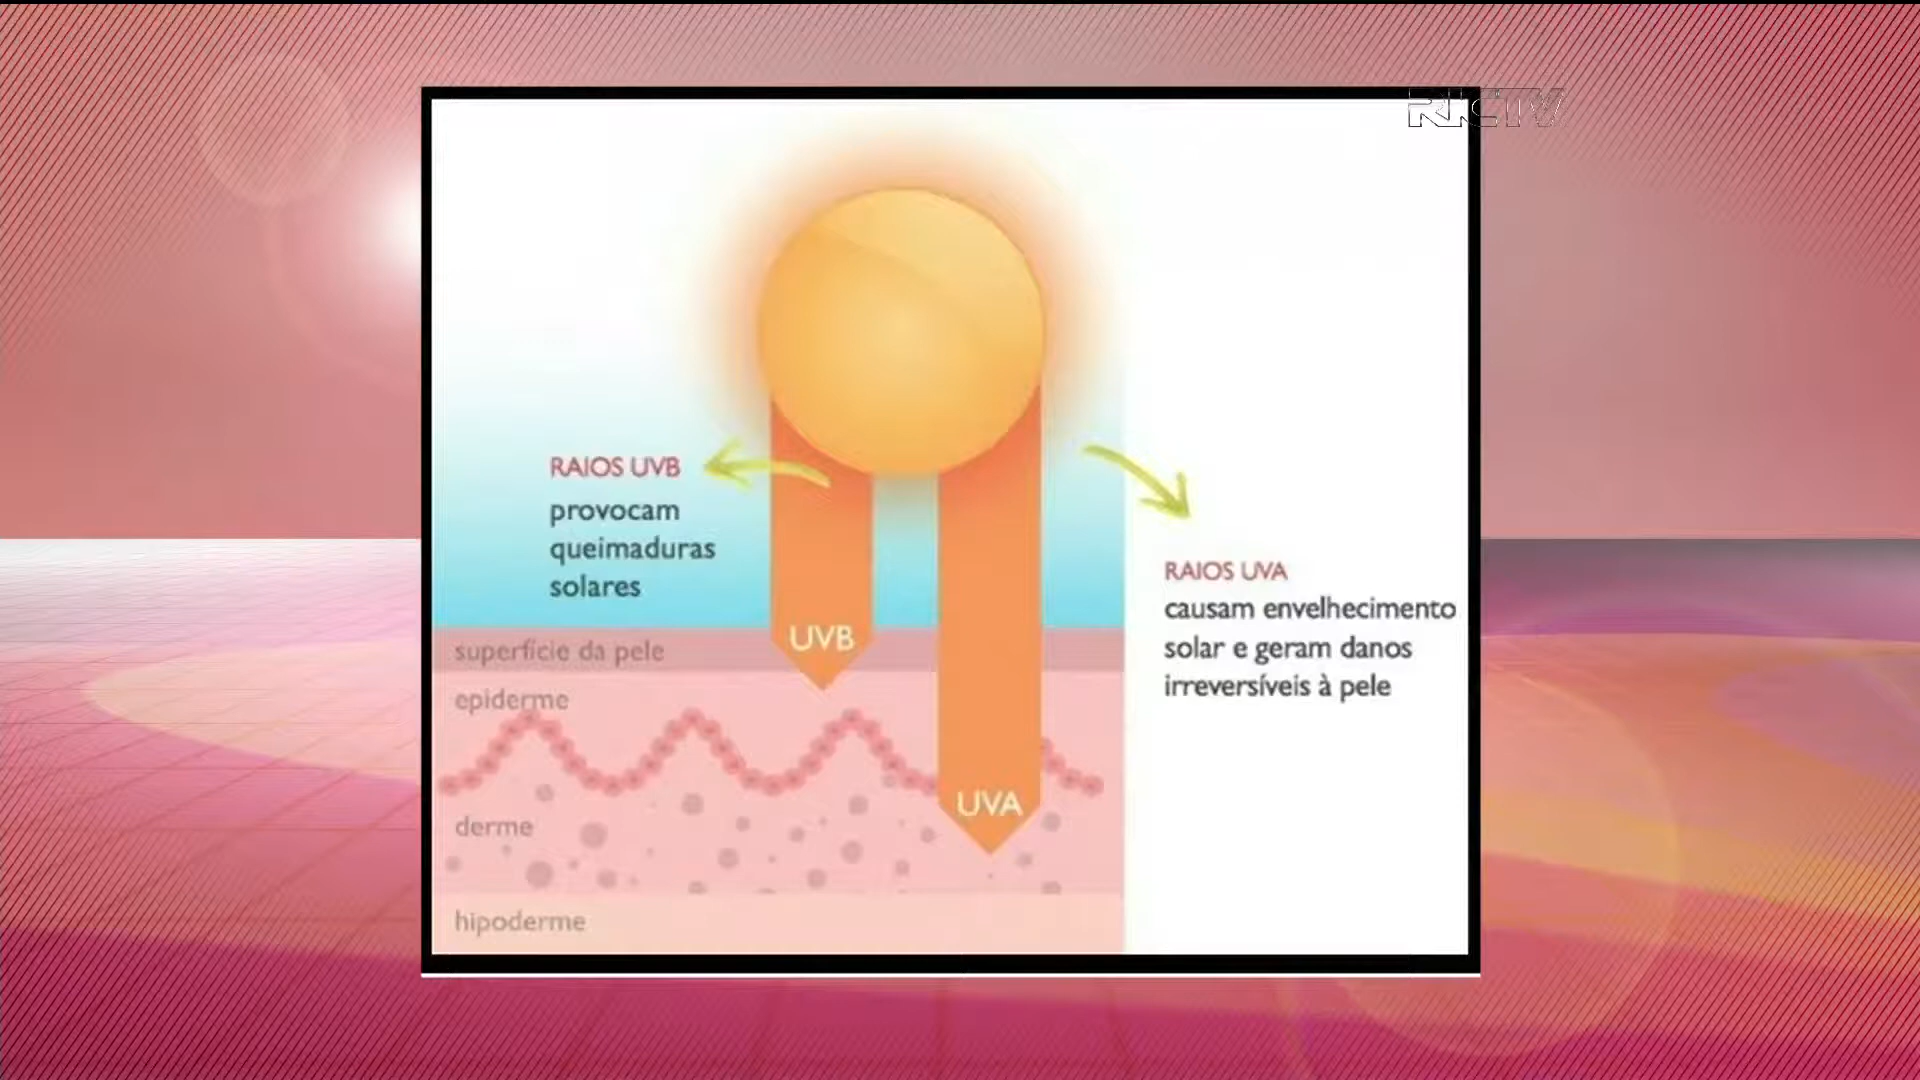 RICTV
RAIOS UVB
provocam
queimaduras
solares
RAIOS UVA
causam envelhecimento
solar e geram danos
irreversíveis à pele
UVB
superfície da pele
epiderme
UVA
derme
hipoderme